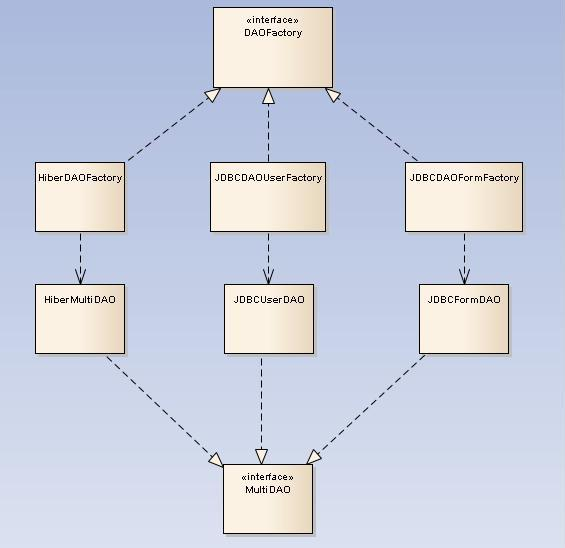 «interface»
DAOFactory
HiberDAOFactory
JDBCDAOUserFactory
JDBCDAOFormFactory
HiberMultiDAO
JDBCUserDAO
JDBCFormDAO
«interface»
MultiDAO